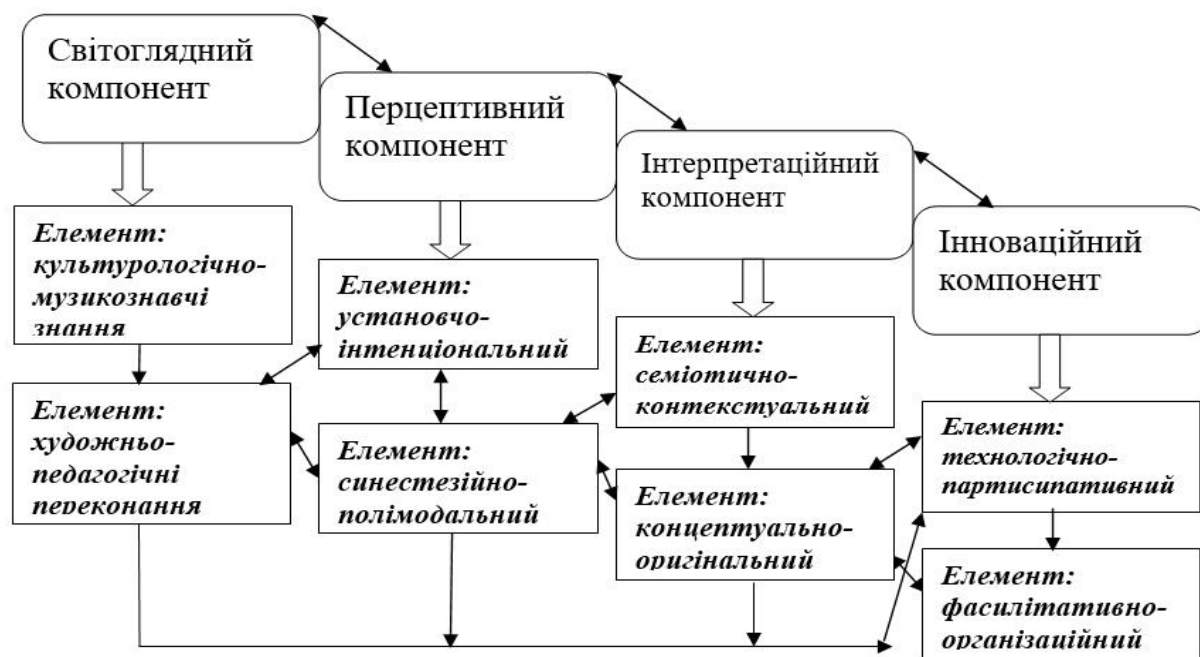 Світоглядний
компонент
Перцептивний
компонент
Інтерпретаційний
компонент
Інноваційний
компонент
Елемент:
культурологічно-
музикознавчі
знання
Елемент:
установчо-
інтенціональний
Елемент:
семіотично-
контекстуальний
Елемент:
технологічно-
партисипативний
Елемент:
художньо-
педагогічні
переконання
Елемент:
синестезійно-
полімодальний
Елемент:
концептуально-
оригінальний
Елемент:
фасилітативно-
організаційний